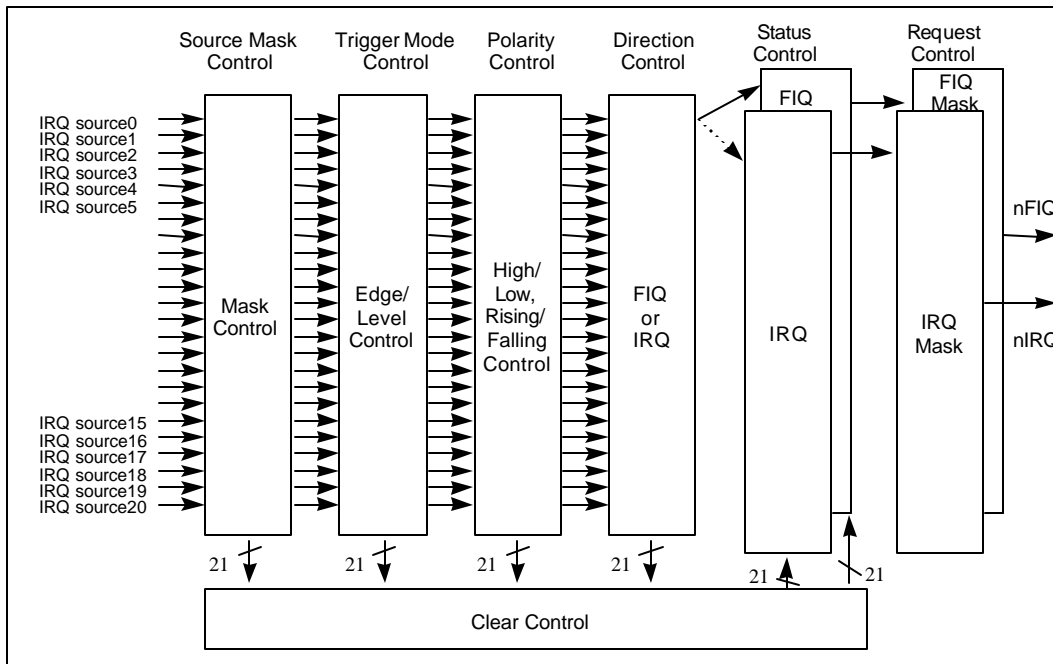 Source Mask
Control
Trigger Mode
Control
Polarity
Control
Direction
Control
Status
Control
Request
Control
IRQ source0
IRQ source1
IRQ source2
IRQ source3
IRQ source4
IRQ source5
IRQ source15
IRQ source16
IRQ source17
IRQ source18
IRQ source19
IRQ source20
Mask
Control
Edge/
Level
Control
High/
Low,
Rising/
Falling
Control
FIQ
or
IRQ
FIQ
IRQ
FIQ
Mask
IRQ
Mask
nFIQ
nIRQ
21
21
21
21
21
21
Clear Control